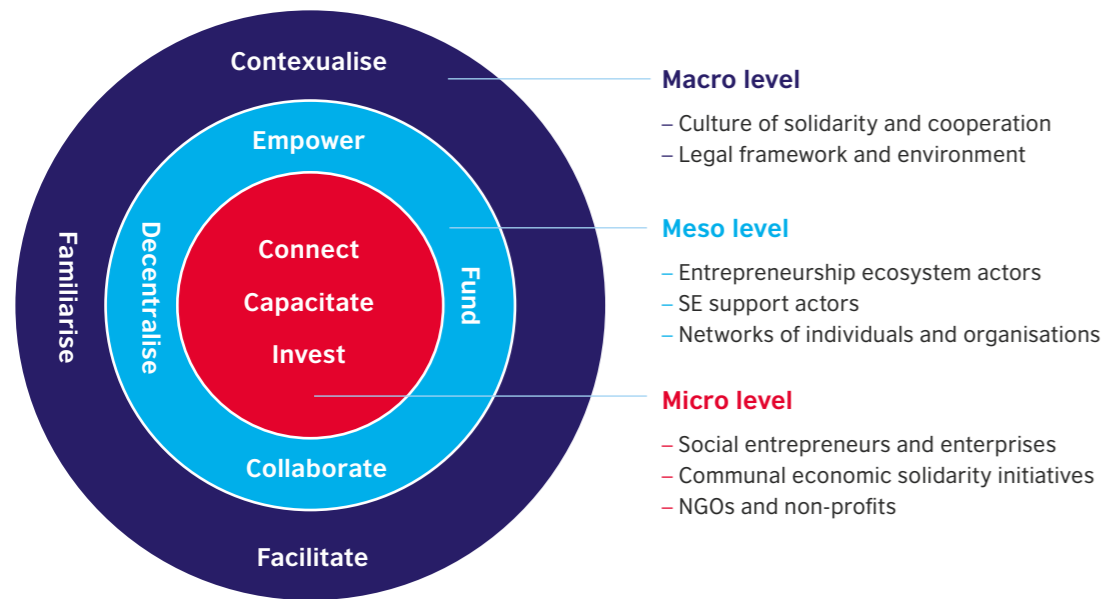 Contexualise
Empower
Connect
Capacitate
Invest
Decentralise
Fund
Collaborate
Familiarise
Facilitate
Macro level
– Culture of solidarity and cooperation
– Legal framework and environment
Meso level
– Entrepreneurship ecosystem actors
– SE support actors
– Networks of individuals and organisations
Micro level
– Social entrepreneurs and enterprises
– Communal economic solidarity initiatives
– NGOs and non-profits